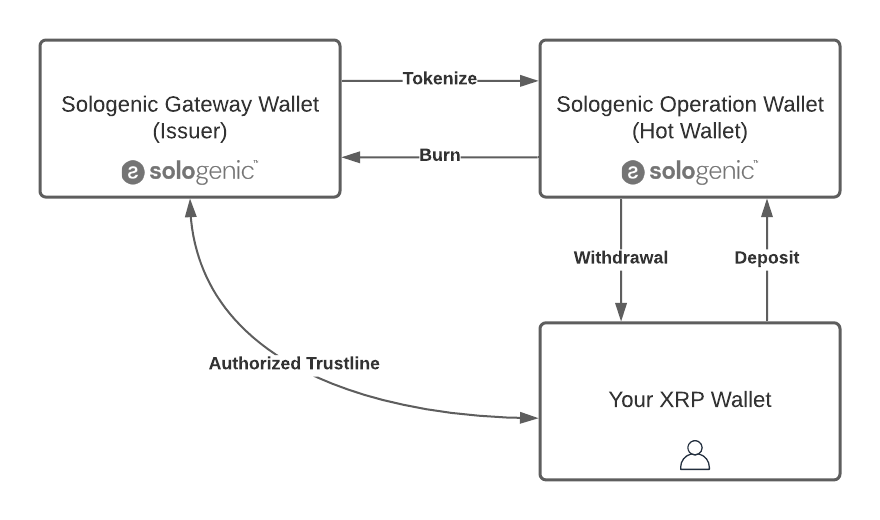 Sologenic Gateway Wallet
(Issuer)
sologenic™
Tokenize
Burn
Sologenic Operation Wallet
(Hot Wallet)
sologenic™
Withdrawal
Deposit
Authorized Trustline
Your XRP Wallet